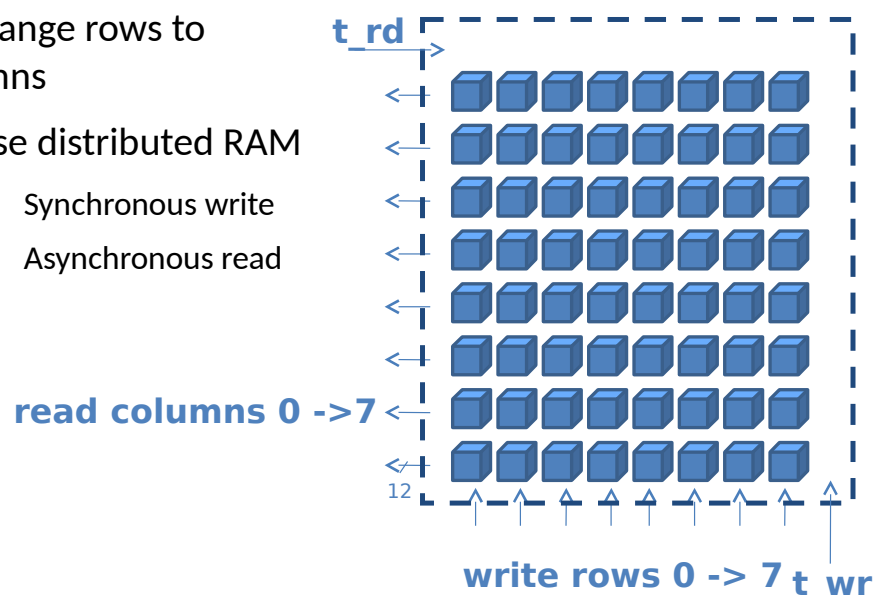 ange rows to
t_rd
nns
se distributed RAM
Synchronous write
Asynchronous read
read columns 0 ->7
12
write rows 0 -> 7
t_wr